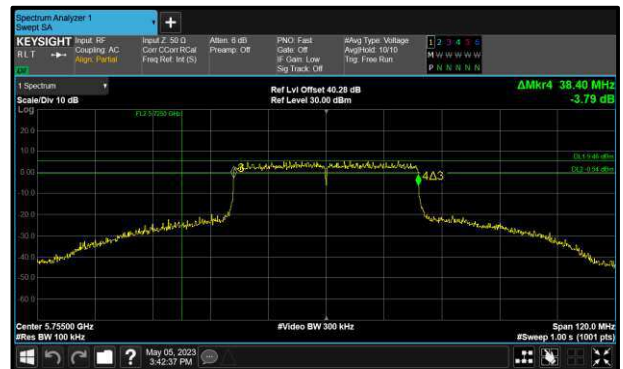 Spectrum Analyzer 1
Swept SA
+
KEYSIGHT
Input: RF
Input Z: 50 Ω
Atten: 6 dB
PNO: Fast
#Avg Type: Voltage
1 2 3 4 5 6
RLT
Coupling: AC
Corr CCorr RCal
Preamp: Off
Gate: Off
Avg|Hold: 10/10
M W W W W W
Align: Partial
Freq Ref: Int (S)
IF Gain: Low
Trig: Free Run
P N N N N N
Sig Track: Off
1 Spectrum
Scale/Div 10 dB
Ref Lvl Offset 40.28 dB
Ref Level 30.00 dBm
ΔMkr4 38.40 MHz
-3.79 dB
Log
20.0
0.00
-10.0
-20.0
-30.0
-40.0
-50.0
60.0
3
4Δ3
Center 5.75500 GHz
#Video BW 300 kHz
Span 120.0 MHz
#Res BW 100 kHz
#Sweep 1.00 s (1001 pts)
?
May 05, 2023
3:42:37 PM